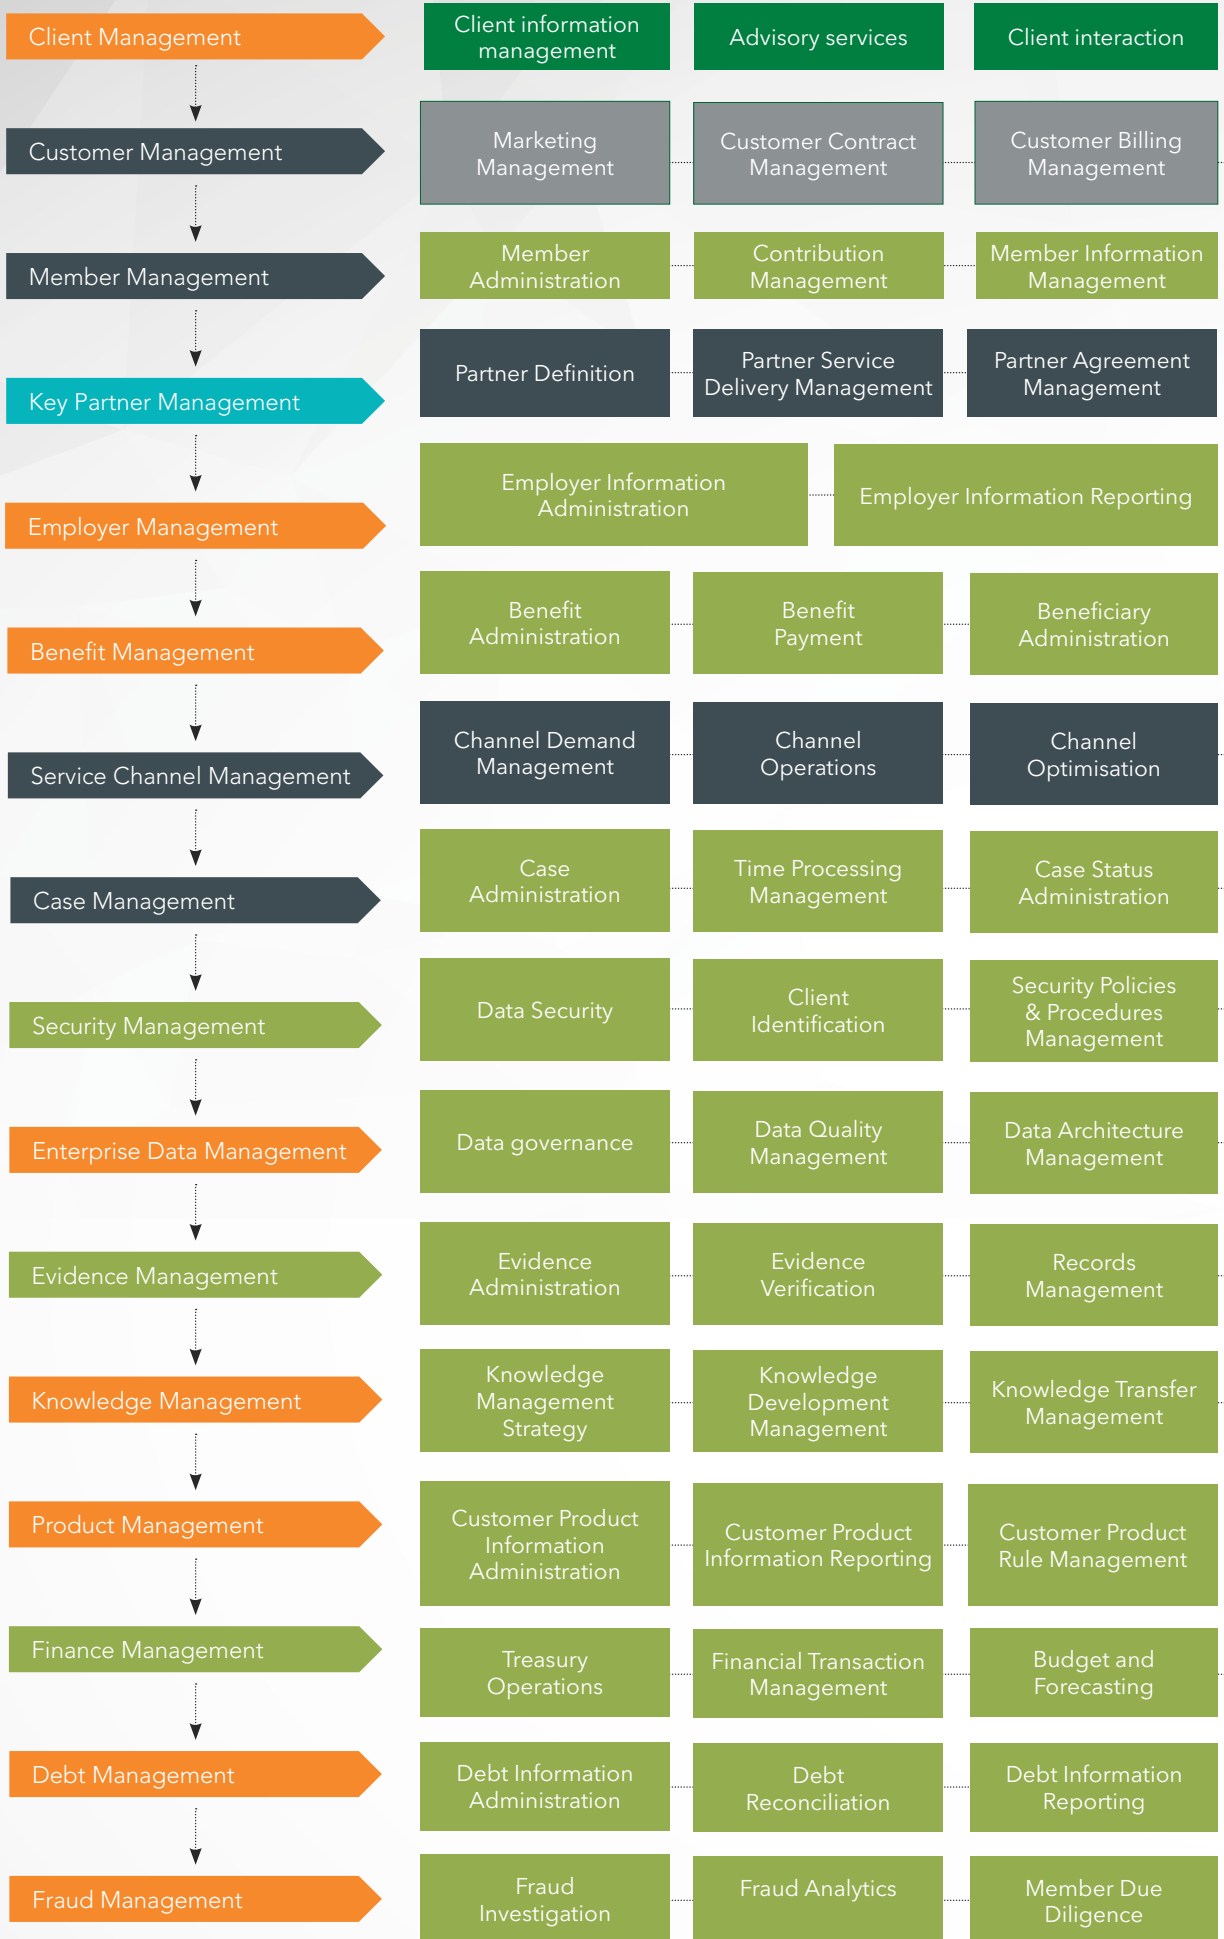 Client Management
Client information
management
Advisory services
Client interaction
Customer Management
Marketing
Management
Customer Contract
Management
Customer Billing
Management
Member Management
Member
Administration
Contribution
Management
Member Information
Management
Key Partner Management
Partner Definition
Partner Service
Delivery Management
Partner Agreement
Management
Employer Management
Employer Information
Administration
Employer Information Reporting
Benefit Management
Benefit
Administration
Benefit
Payment
Beneficiary
Administration
Service Channel Management
Channel Demand
Management
Channel
Operations
Channel
Optimisation
Case Management
Case
Administration
Time Processing
Management
Case Status
Administration
Security Management
Data Security
Client
Identification
Security Policies
& Procedures
Management
Enterprise Data Management
Data governance
Data Quality
Management
Data Architecture
Management
Evidence Management
Evidence
Administration
Evidence
Verification
Records
Management
Knowledge Management
Knowledge
Management
Strategy
Knowledge
Development
Management
Knowledge Transfer
Management
Product Management
Customer Product
Information
Administration
Customer Product
Information Reporting
Customer Product
Rule Management
Finance Management
Treasury
Operations
Financial Transaction
Management
Budget and
Forecasting
Debt Management
Debt Information
Administration
Debt
Reconciliation
Debt Information
Reporting
Fraud Management
Fraud
Investigation
Fraud Analytics
Member Due
Diligence